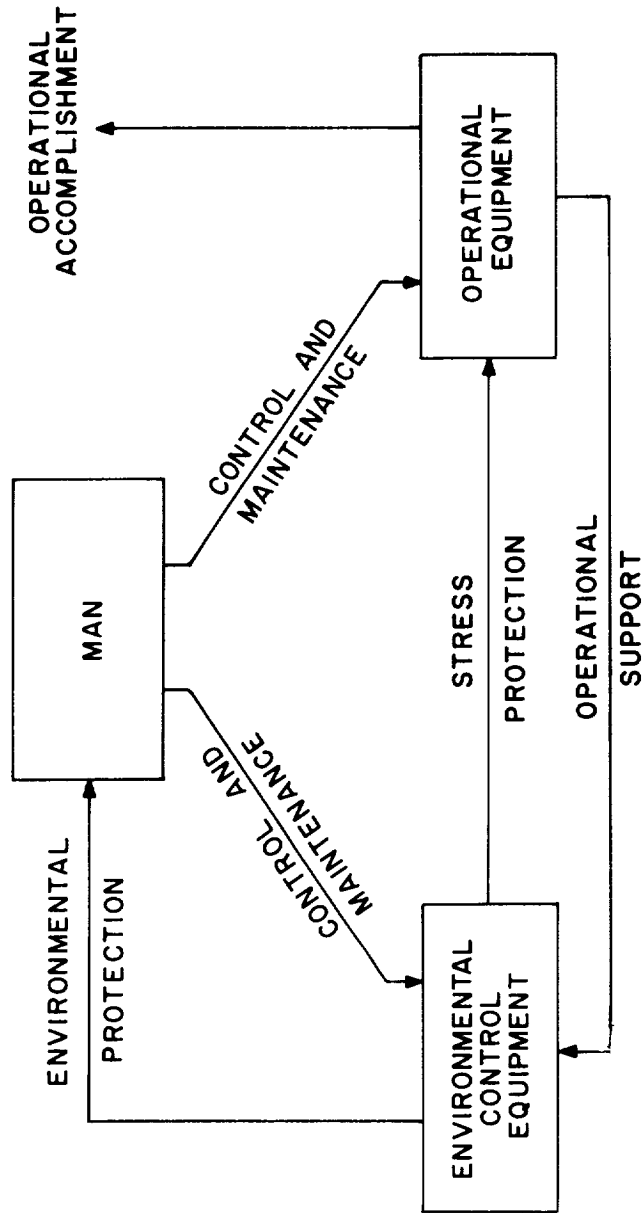 OPERATIONAL
ACCOMPLISHMENT
MAN
ENVIRONMENTAL
PROTECTION
CONTROL AND
MAINTENANCE
CONTROL AND
MAINTENANCE
STRESS
PROTECTION
ENVIRONMENTAL
CONTROL
EQUIPMENT
OPERATIONAL
EQUIPMENT
OPERATIONAL
SUPPORT